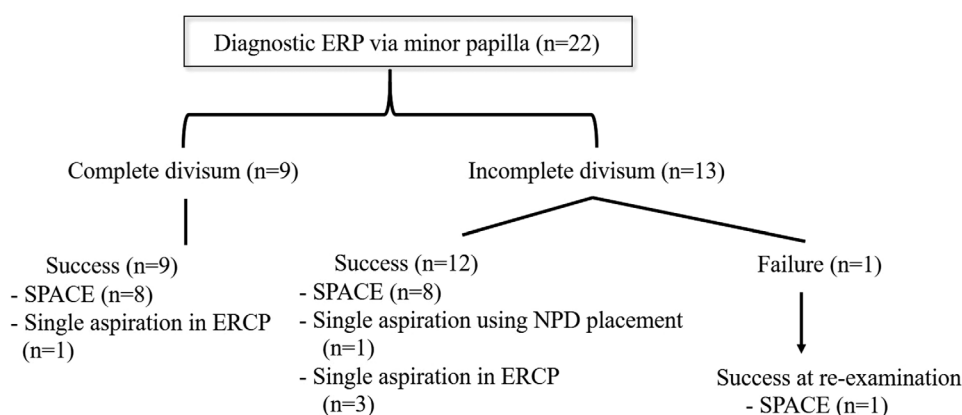 Diagnostic ERP via minor papilla (n=22)
Complete divisum (n=9)
Incomplete divisum (n=13)
Success (n=9)
- SPACE (n=8)
- Single aspiration in ERCP
(n=1)
Success (n=12)
- SPACE (n=8)
- Single aspiration using NPD placement
(n=1)
- Single aspiration in ERCP
(n=3)
Failure (n=1)
Success at re-examination
- SPACE (n=1)